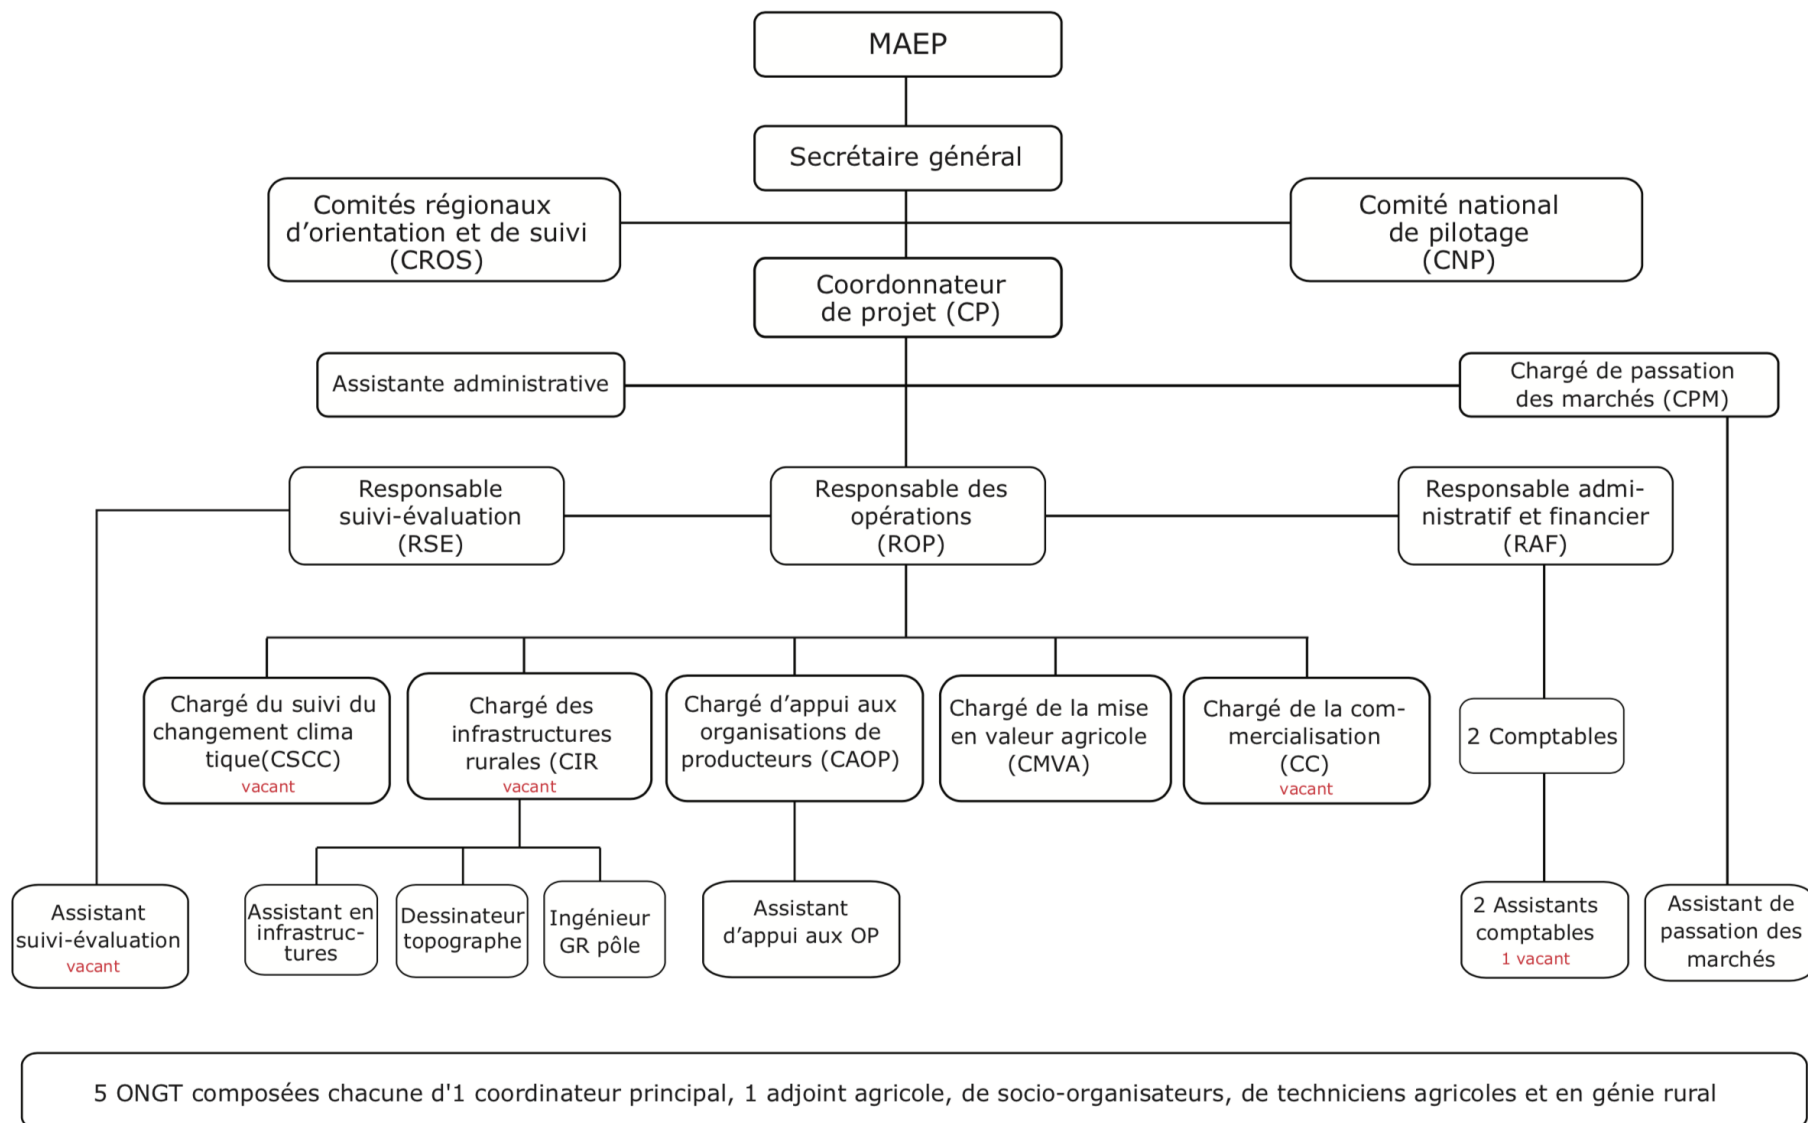 MAEP
Secrétaire général
Comités régionaux
d’orientation et de suivi
(CROS)
Comité national
de pilotage
(CNP)
Coordonnateur
de projet (CP)
Assistante administrative
Chargé de passation
des marchés (CPM)
Responsable
suivi-évaluation
(RSE)
Responsable des
opérations
(ROP)
Responsable admi-
nistratif et financier
(RAF)
Chargé du suivi du
changement clima
tique(CSCC)
vacant
Chargé des
infrastructures
rurales (CIR
vacant
Chargé d’appui aux
organisations de
producteurs (CAOP)
Chargé de la mise
en valeur agricole
(CMVA)
Chargé de la com-
mercialisation
(CC)
vacant
2 Comptables
Assistant
suivi-évaluation
vacant
Assistant en
infrastruc-
tures
Dessinateur
topographe
Ingénieur
GR pôle
Assistant
d’appui aux OP
2 Assistants
comptables
1 vacant
Assistant de
passation des
marchés
5 ONGT composées chacune d'1 coordinateur principal, 1 adjoint agricole, de socio-organisateurs, de techniciens agricoles et en génie rural